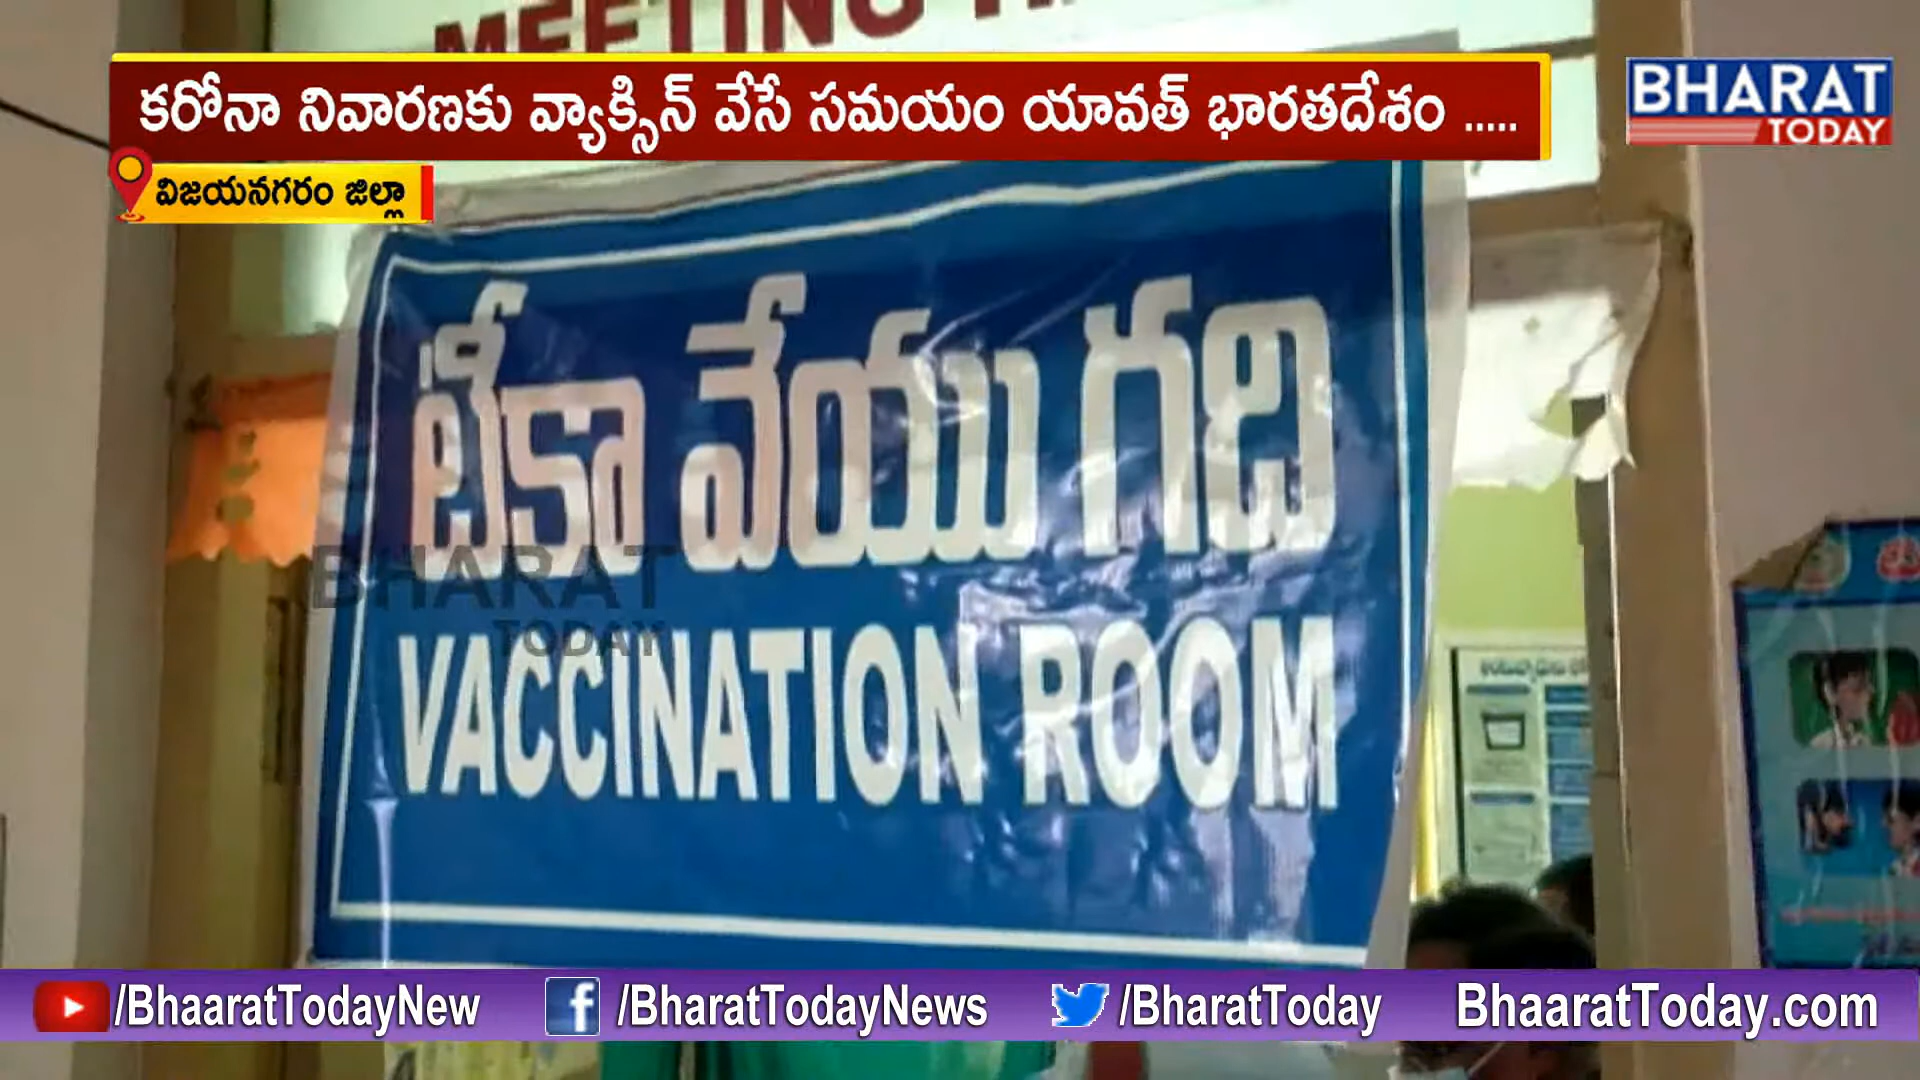 MEETING
కరోనా నివారణకు వ్యాక్సిన్ వేసే సమయం యావత్ భారతదేశం .....
BHARAT
TODAY
విజయనగరం జిల్లా
టీకా వేయు గది
BHARAT
TODAY
VACCINATION ROOM
/BhaaratTodayNew
/BharatTodayNews
/BharatToday
BhaaratToday.com